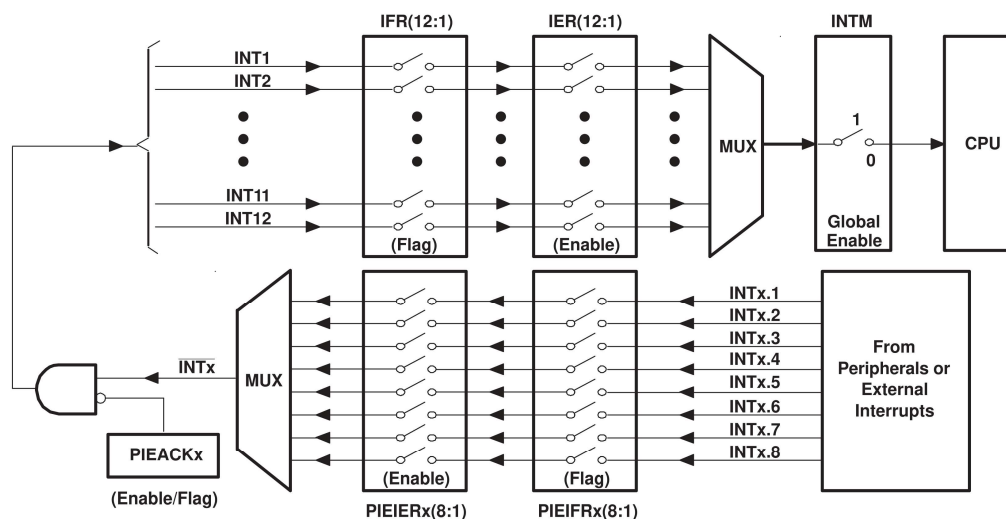 IFR(12:1) IER(12:1) INTM
INT1
INT2
INT11
INT12
(Flag)
(Enable)
MUX
1
0
Global
Enable
CPU
INTx
MUX
PIEACKx
(Enable/Flag)
(Enable)
PIEIERx(8:1)
(Flag)
PIEIFRx(8:1)
INTx.1
INTx.2
INTx.3
INTx.4
INTx.5
INTx.6
INTx.7
INTx.8
From
Peripherals or
External
Interrupts